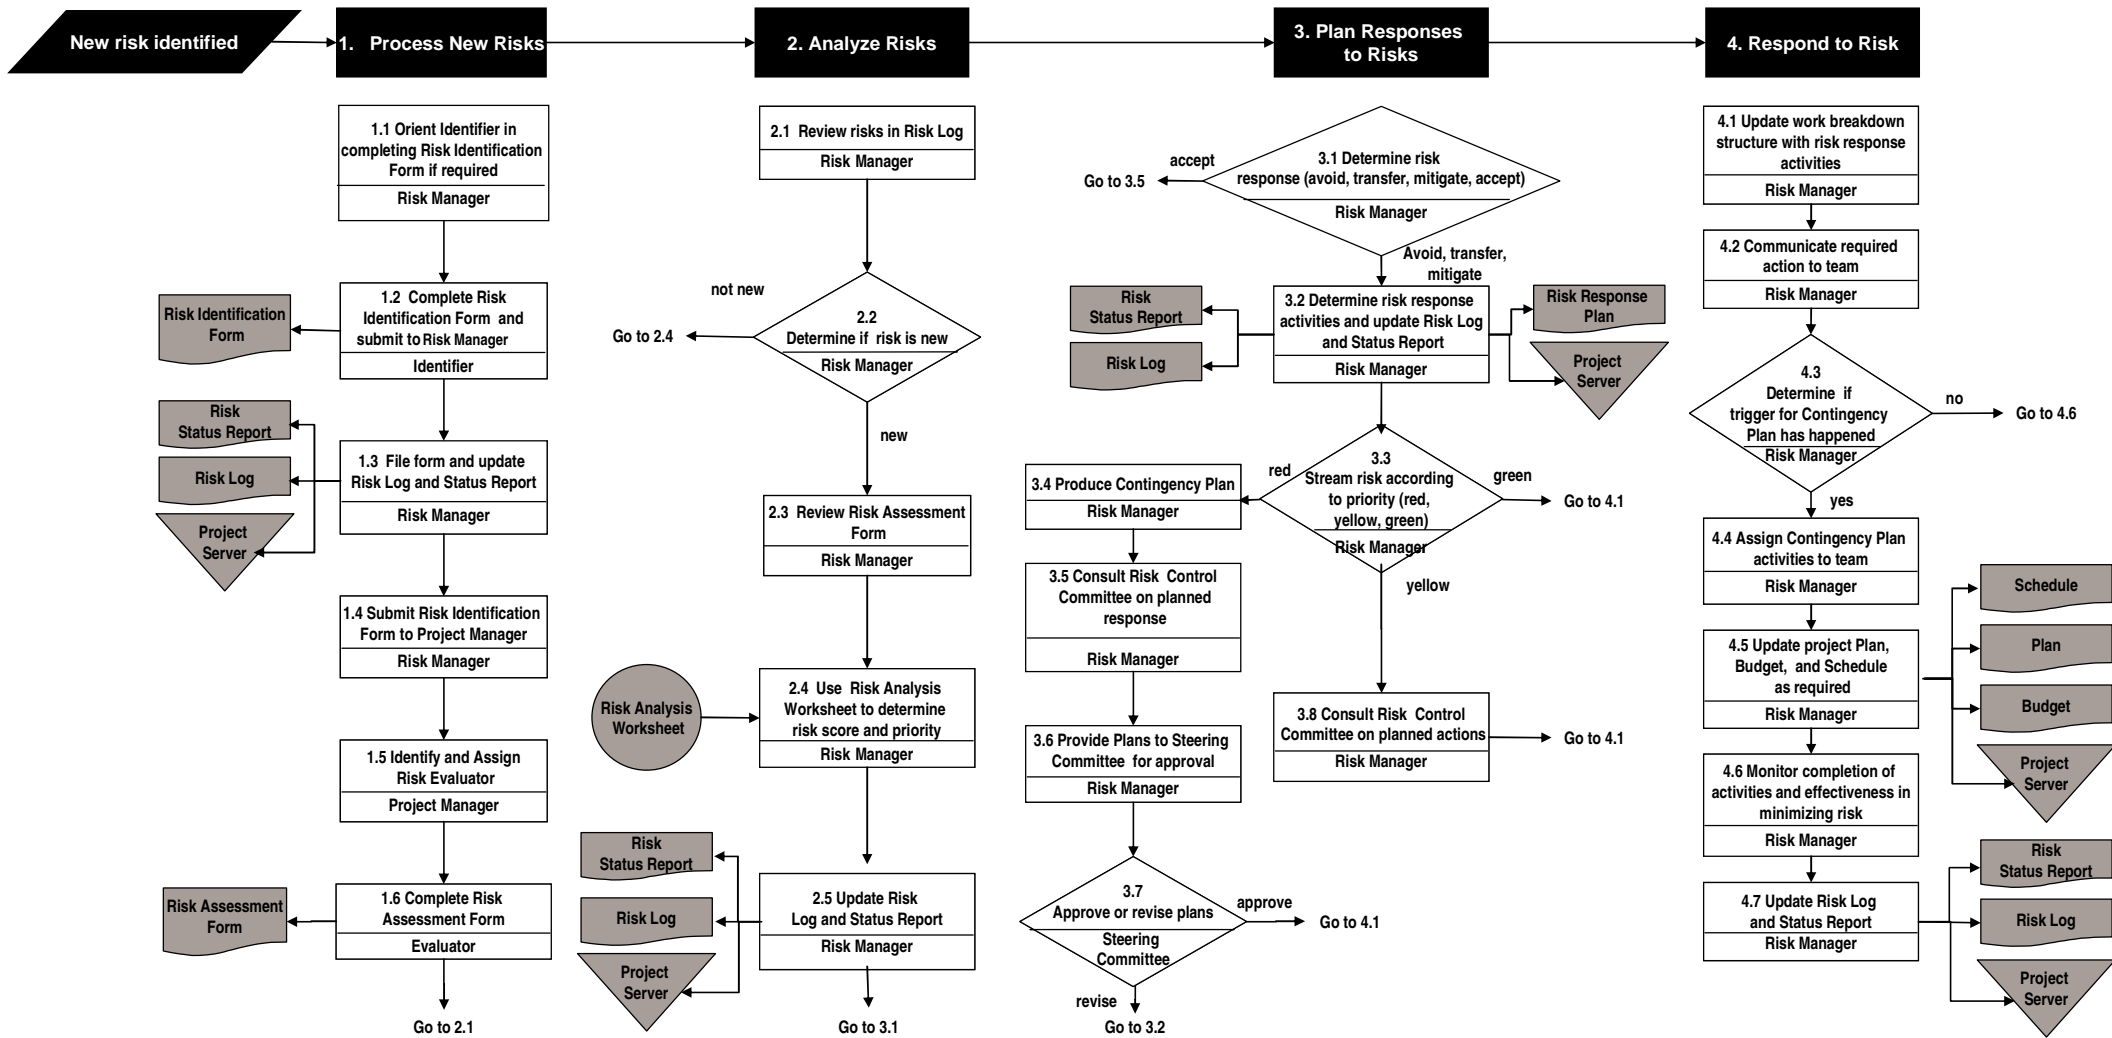 New risk identified
1. Process New Risks
2. Analyze Risks
3. Plan Responses
to Risks
4. Respond to Risk
1.1 Orient Identifier in
completing Risk Identification
Form if required
Risk Manager
Risk Identification
Form
1.2 Complete Risk
Identification Form and
submit to Risk Manager
Identifier
Risk
Status Report
Risk Log
Project
Server
1.3 File form and update
Risk Log and Status Report
Risk Manager
1.4 Submit Risk Identification
Form to Project Manager
Risk Manager
1.5 Identify and Assign
Risk Evaluator
Project Manager
Risk Assessment
Form
1.6 Complete Risk
Assessment Form
Evaluator
Go to 2.1
2.1 Review risks in Risk Log
Risk Manager
not new
Go to 2.4
2.2
Determine if risk is new
Risk Manager
new
2.3 Review Risk Assessment
Form
Risk Manager
Risk Analysis
Worksheet
2.4 Use Risk Analysis
Worksheet to determine
risk score and priority
Risk Manager
Risk
Status Report
Risk Log
Project
Server
2.5 Update Risk
Log and Status Report
Risk Manager
Go to 3.1
accept
Go to 3.5
3.1 Determine risk
response (avoid, transfer, mitigate, accept)
Risk Manager
Avoid, transfer,
mitigate
Risk
Status Report
Risk Log
3.2 Determine risk response
activities and update Risk Log
and Status Report
Risk Manager
Risk Response
Plan
Project
Server
red
3.3
Stream risk according
to priority (red,
yellow, green)
Risk Manager
green
Go to 4.1
yellow
3.4 Produce Contingency Plan
Risk Manager
3.5 Consult Risk Control
Committee on planned
response
Risk Manager
3.6 Provide Plans to Steering
Committee for approval
Risk Manager
3.7
Approve or revise plans
Steering
Committee
approve
Go to 4.1
revise
Go to 3.2
3.8 Consult Risk Control
Committee on planned actions
Risk Manager
Go to 4.1
4.1 Update work breakdown
structure with risk response
activities
Risk Manager
4.2 Communicate required
action to team
Risk Manager
4.3
Determine if
trigger for Contingency
Plan has happened
Risk Manager
no
Go to 4.6
yes
4.4 Assign Contingency Plan
activities to team
Risk Manager
4.5 Update project Plan,
Budget, and Schedule
as required
Risk Manager
Schedule
Plan
Budget
Project
Server
4.6 Monitor completion of
activities and effectiveness in
minimizing risk
Risk Manager
4.7 Update Risk Log
and Status Report
Risk Manager
Risk
Status Report
Risk Log
Project
Server